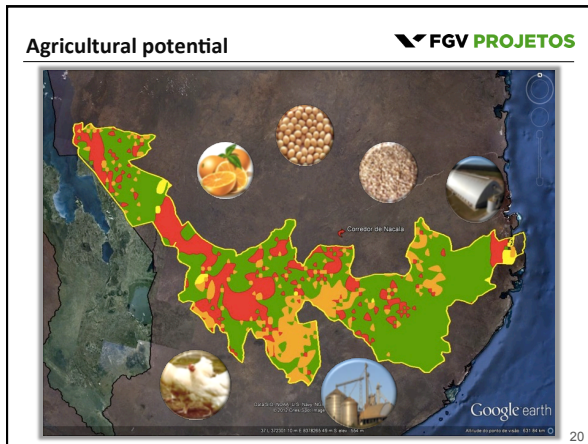 Agricultural potential
FGV PROJETOS
Corredor de Nacala
Google earth
20